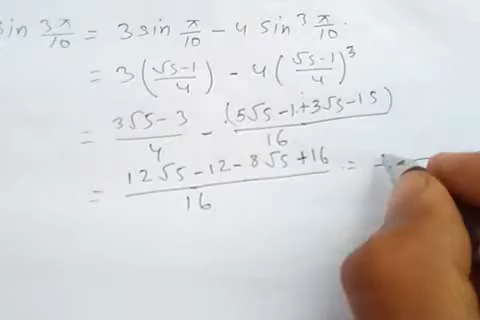 sin 3π/10 = 3 sin π/10 - 4 sin³ π/10.
= 3 ((√5-1)/4) - 4 ((√5-1)/4)³
= (3√5-3)/4 - (5√5-1+3√5-15)/16
= (12√5-12-8√5+16)/16 =